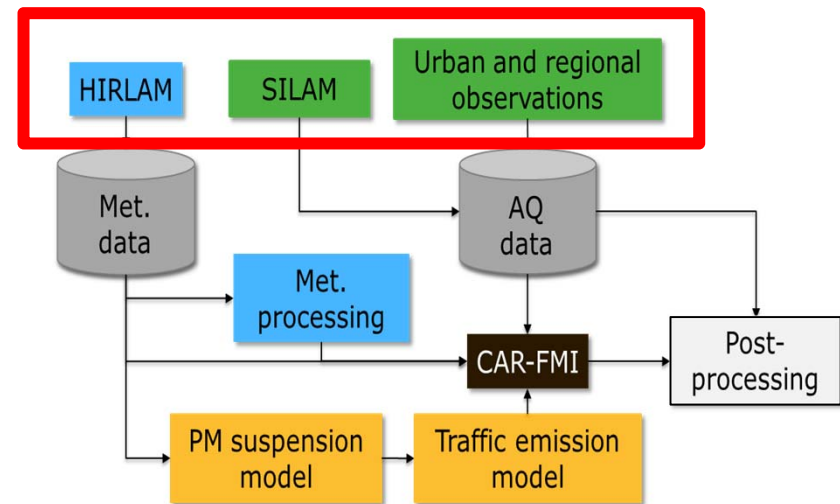 HIRLAM
SILAM
Urban and regional
observations
Met.
data
AQ
data
Met.
processing
CAR-FMI
Post-
processing
PM suspension
model
Traffic emission
model